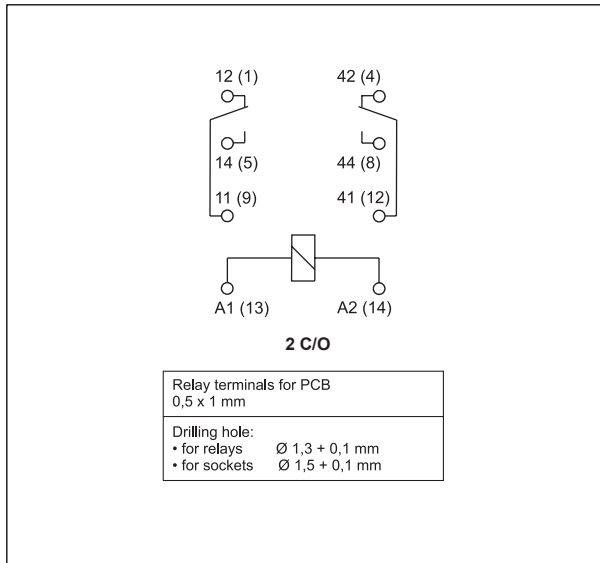 12 (1) 42 (4)
14 (5) 44 (8)
11 (9) 41 (12)
A1 (13) A2 (14)
2 C/O
Relay terminals for PCB
0,5 x 1 mm
Drilling hole:
• for relays Ø 1,3 + 0,1 mm
• for sockets Ø 1,5 + 0,1 mm